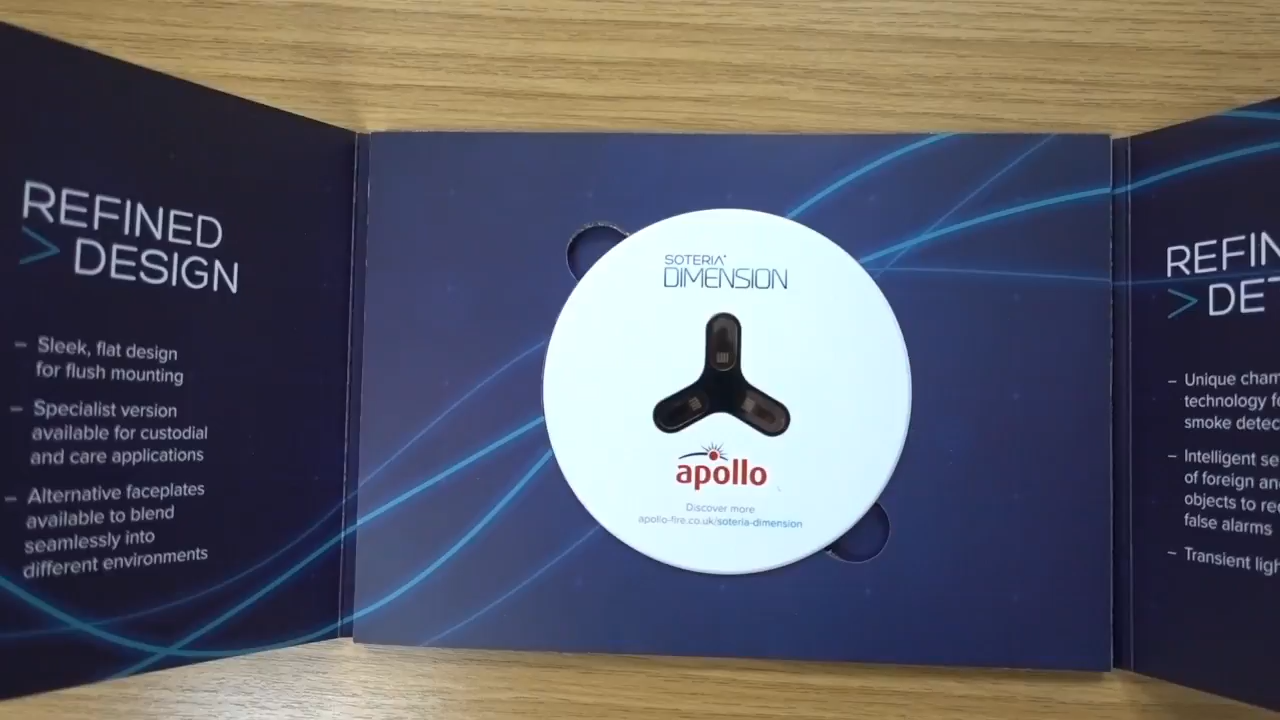 REFINED
> DESIGN
– Sleek, flat design
for flush mounting
– Specialist version
available for custodial
and care applications
– Alternative faceplates
available to blend
seamlessly into
different environments
SOTERIA
DIMENSION
apollo
Discover more
apollo-fire.co.uk/soteria-dimension
REFIN
> DET
– Unique cham
technology fo
smoke detec
– Intelligent se
of foreign an
objects to re
false alarms
– Transient ligh